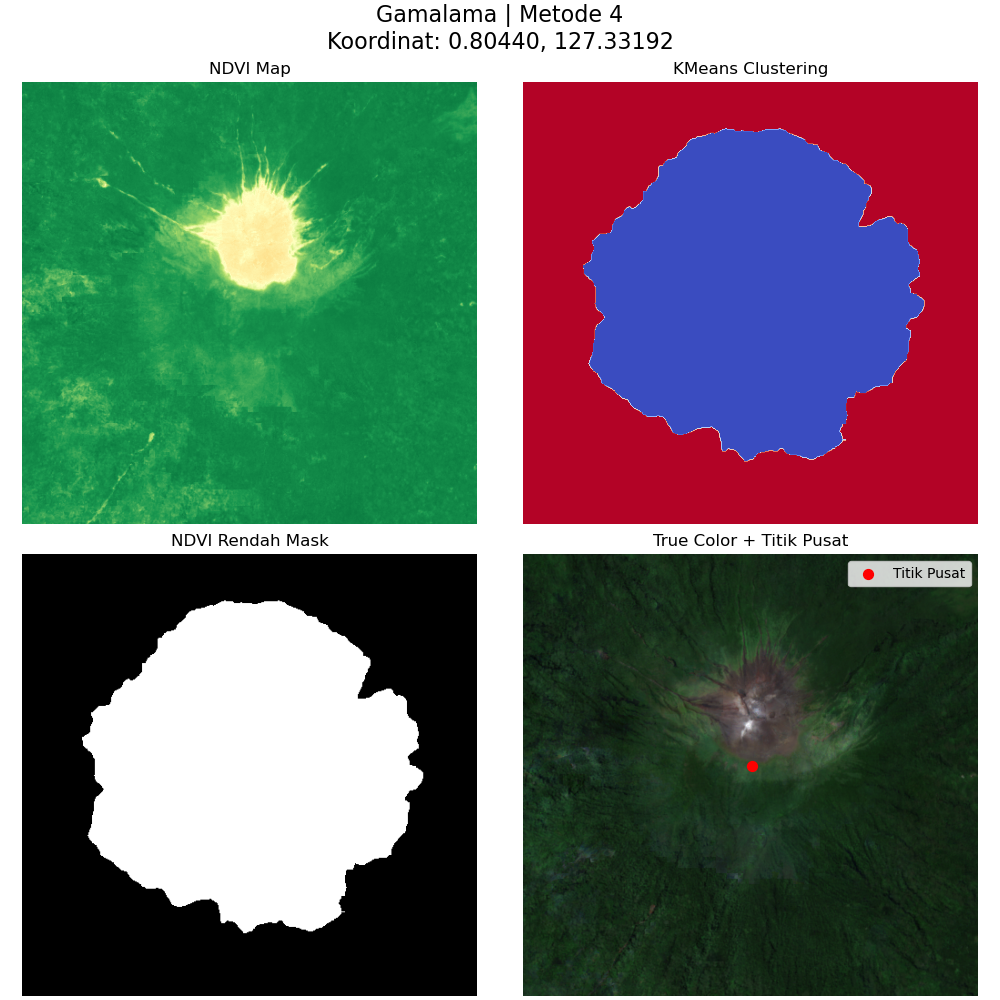 Gamalama | Metode 4
Koordinat: 0.80440, 127.33192
NDVI Map
KMeans Clustering
NDVI Rendah Mask
True Color + Titik Pusat
Titik Pusat